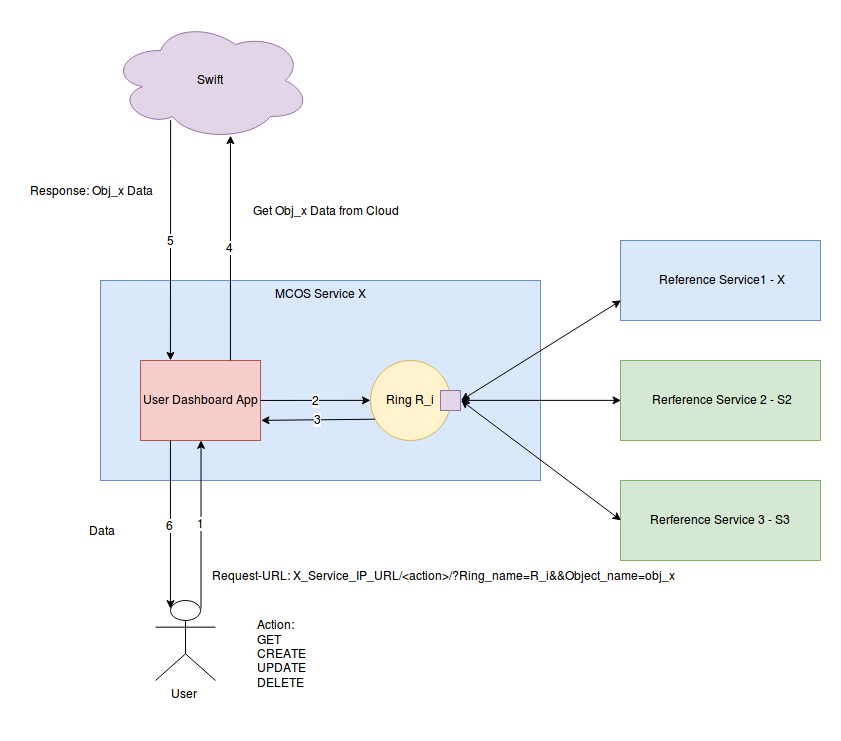 Swift
Response: Obj_x Data
Get Obj_x Data from Cloud
5
4
MCOS Service X
Reference Service1 - X
User Dashboard App
2
3
Ring R_i
Rerference Service 2 - S2
Rerference Service 3 - S3
Data
6
1
Request-URL: X_Service_IP_URL/<action>/?Ring_name=R_i&&Object_name=obj_x
Action:
GET
CREATE
UPDATE
DELETE
User